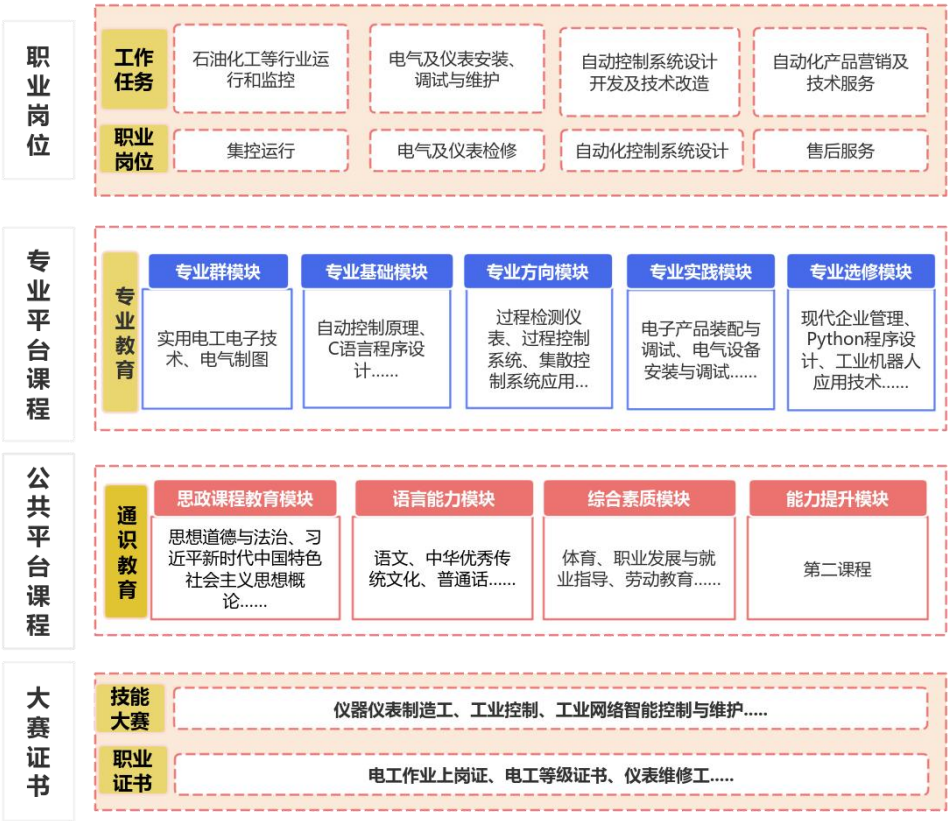 职业岗位
工作
任务
石油化工等行业运
行和监控
电气及仪表安装、
调试与维护
自动控制系统设计
开发及技术改造
自动化产品营销及
技术服务
职业
岗位
集控运行
电气及仪表检修
自动化控制系统设计
售后服务
专业平台课程
专业教育
专业群模块
实用电工电子技
术、电气制图
专业基础模块
自动控制原理、
C语言程序设
计......
专业方向模块
过程检测仪
表、过程控制
系统、集散控
制系统应用...
专业实践模块
电子产品装配与
调试、电气设备
安装与调试......
专业选修模块
现代企业管理、
Python程序设
计、工业机器人
应用技术......
公共平台课程
通识教育
思政课程教育模块
思想道德与法治、习
近平新时代中国特色
社会主义思想概
论......
语言能力模块
语文、中华优秀传
统文化、普通话......
综合素质模块
体育、职业发展与就
业指导、劳动教育......
能力提升模块
第二课程
大赛证书
技能
大赛
仪器仪表制造工、工业控制、工业网络智能控制与维护.....
职业
证书
电工作业上岗证、电工等级证书、仪表维修工.....